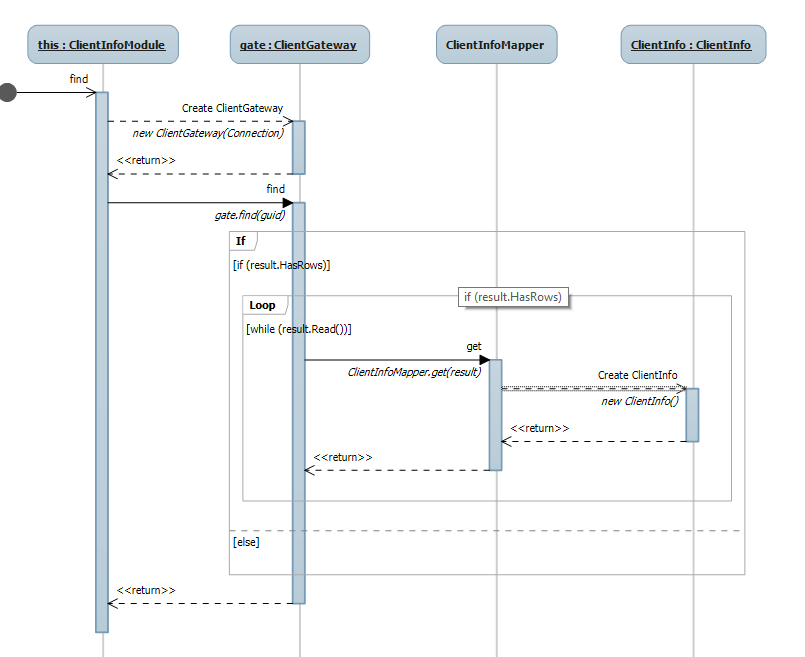 this : ClientInfoModule
gate : ClientGateway
ClientInfoMapper
ClientInfo : ClientInfo
find
Create ClientGateway
new ClientGateway(Connection)
<<return>>
find
gate.find(guid)
If
[if (result.HasRows)]
if (result.HasRows)
Loop
[while (result.Read())]
get
ClientInfoMapper.get(result)
Create ClientInfo
new ClientInfo()
<<return>>
<<return>>
[else]
<<return>>